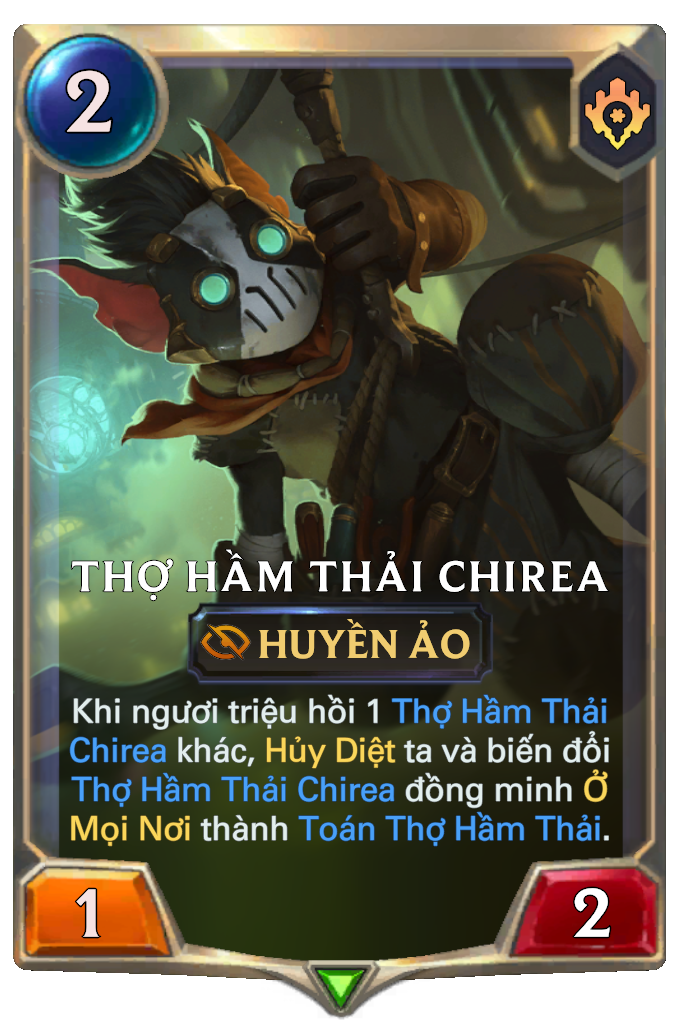 2
THỢ HẦM THẢI CHIREA
HUYỀN ẢO
Khi ngươi triệu hồi 1 Thợ Hầm Thải
Chirea khác, Hủy Diệt ta và biến đổi
Thợ Hầm Thải Chirea đồng minh Ở
Mọi Nơi thành Toán Thợ Hầm Thải.
1
2